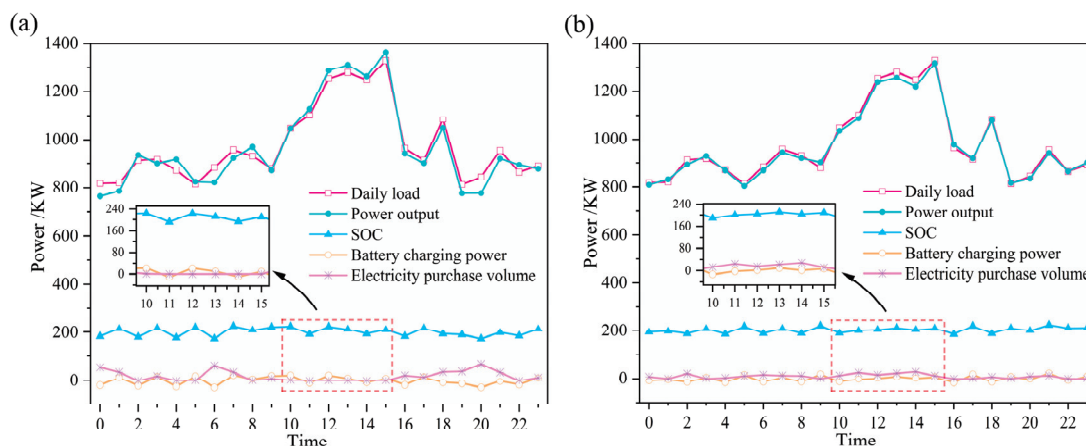 (a)
1400
1200
1000
800
600
400
200
0
Power /KW
Daily load
Power output
SOC
Battery charging power
Electricity purchase volume
240
160
80
0
10 11 12 13 14 15
0 2 4 6 8 10 12 14 16 18 20 22
Time
(b)
1400
1200
1000
800
600
400
200
0
Power /KW
Daily load
Power output
SOC
Battery charging power
Electricity purchase volume
200
160
80
0
10 11 12 13 14 15
0 2 4 6 8 10 12 14 16 18 20 22
Time